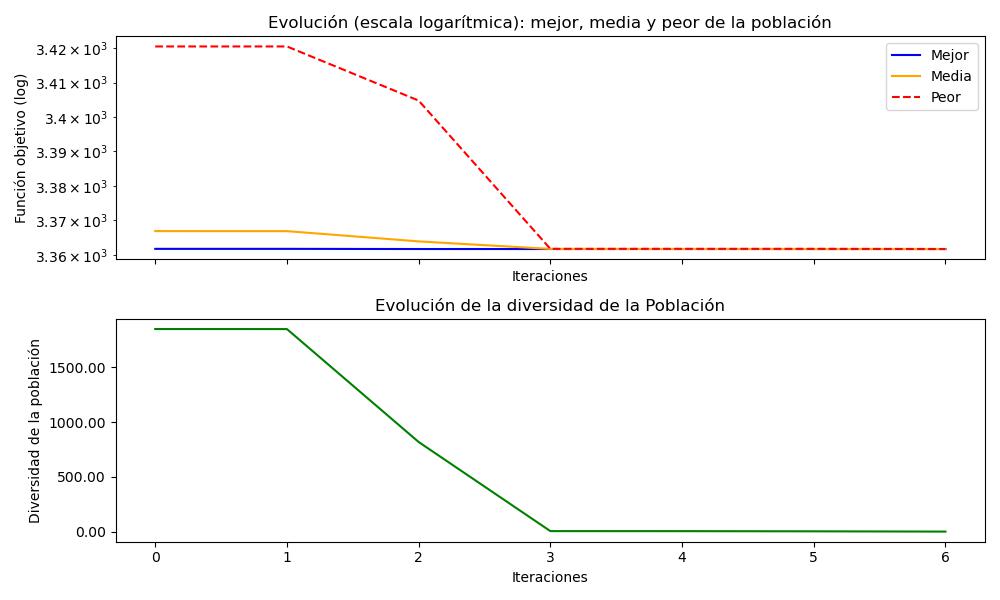 Evolución (escala logarítmica): mejor, media y peor de la población
3.42 × 10³
3.41 × 10³
3.4 × 10³
3.39 × 10³
3.38 × 10³
3.37 × 10³
3.36 × 10³
Función objetivo (log)
Mejor
Media
Peor
Iteraciones
Evolución de la diversidad de la Población
1500.00
1000.00
500.00
0.00
Diversidad de la población
0 1 2 3 4 5 6
Iteraciones